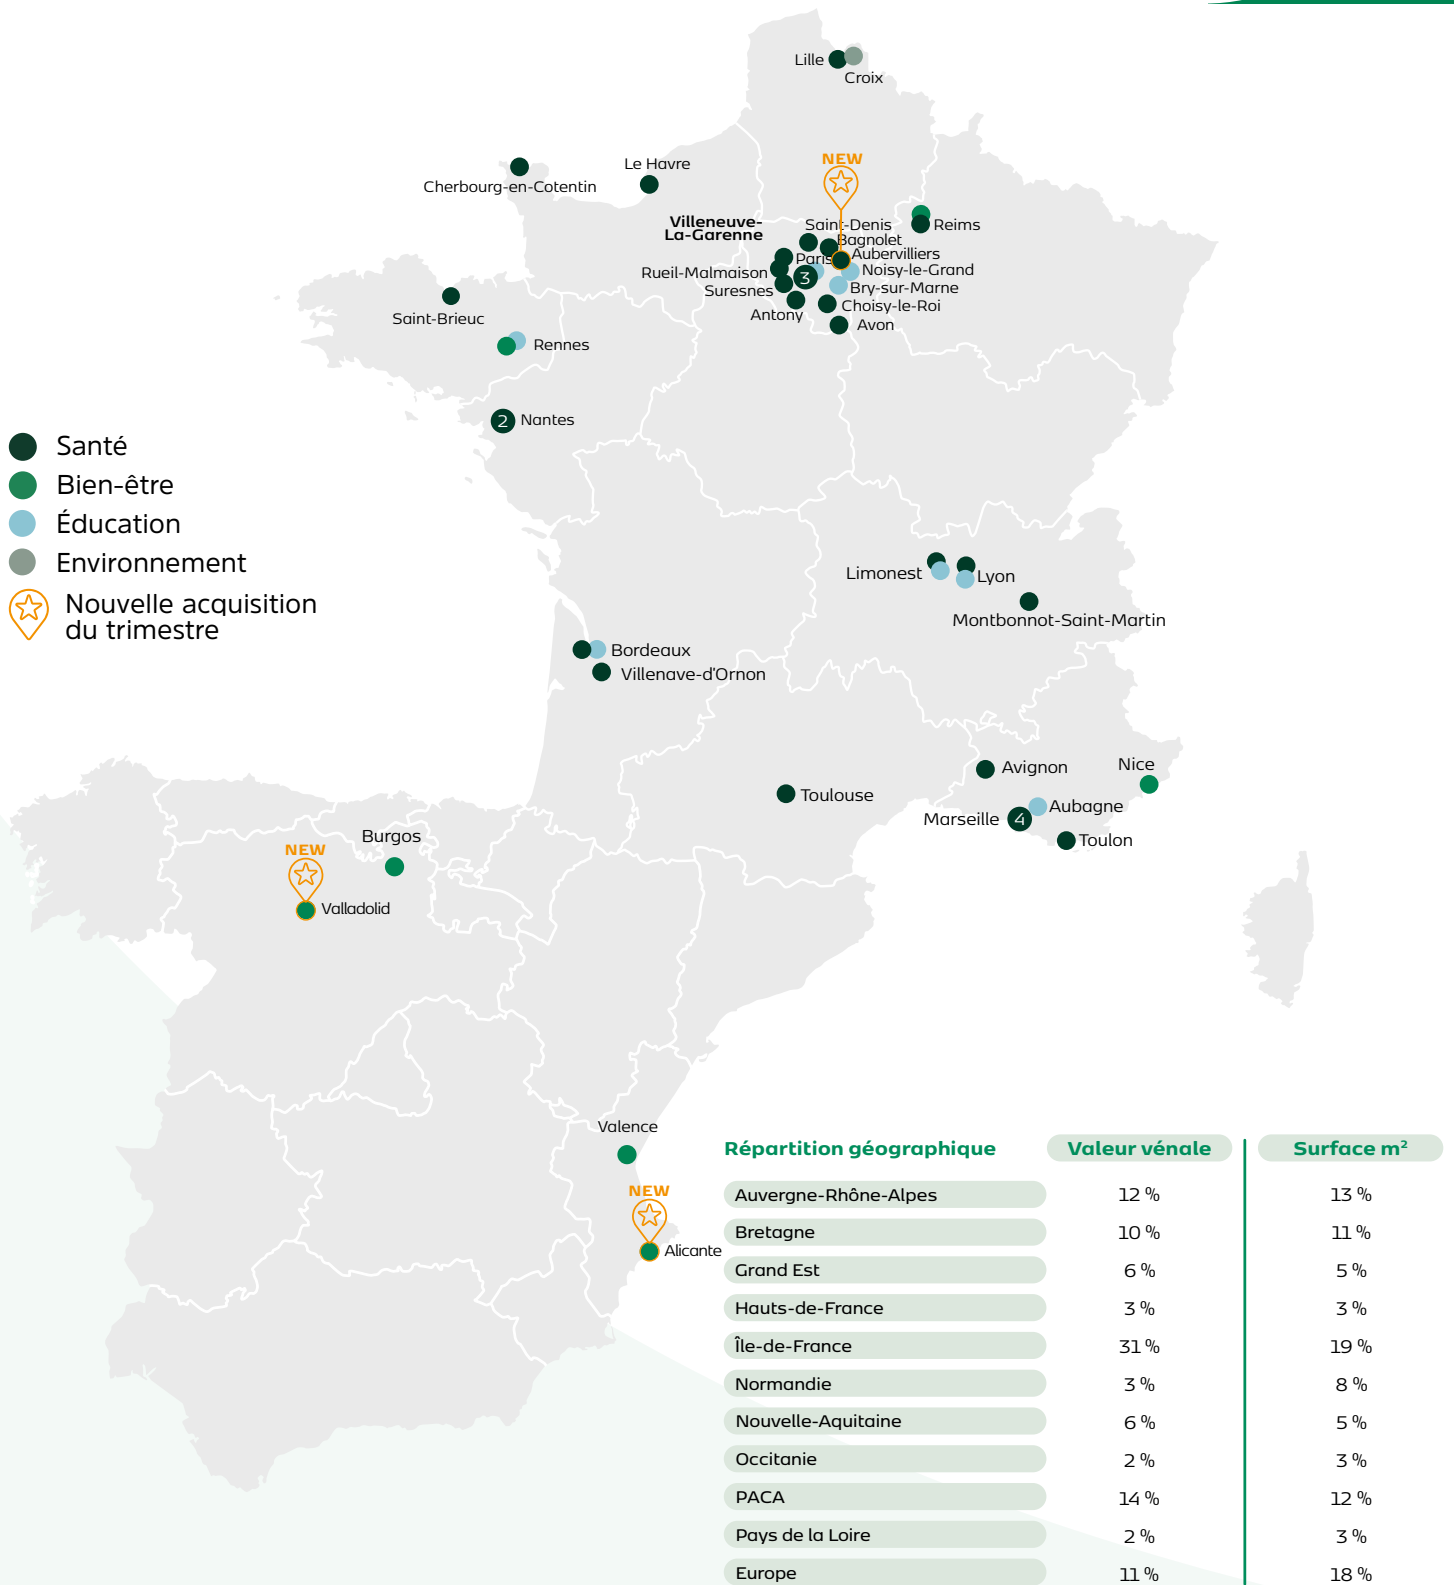 Lille
Croix
NEW
Le Havre
Cherbourg-en-Cotentin
Villeneuve-
La-Garenne
Saint-Denis
Reims
Bagnolet
Aubervilliers
Paris
Rueil-Malmaison
3
Noisy-le-Grand
Suresnes
Bry-sur-Marne
Antony
Choisy-le-Roi
Avon
Saint-Brieuc
Rennes
2
Nantes
Santé
Bien-être
Éducation
Environnement
Nouvelle acquisition
du trimestre
Limonest
Lyon
Montbonnot-Saint-Martin
Bordeaux
Villenave-d'Ornon
Avignon
Nice
Toulouse
Aubagne
Marseille
4
Toulon
Burgos
NEW
Valladolid
Valence
NEW
Alicante
Répartition géographique Valeur vénale Surface m²
Auvergne-Rhône-Alpes 12 % 13 %
Bretagne 10 % 11 %
Grand Est 6 % 5 %
Hauts-de-France 3 % 3 %
Île-de-France 31 % 19 %
Normandie 3 % 8 %
Nouvelle-Aquitaine 6 % 5 %
Occitanie 2 % 3 %
PACA 14 % 12 %
Pays de la Loire 2 % 3 %
Europe 11 % 18 %